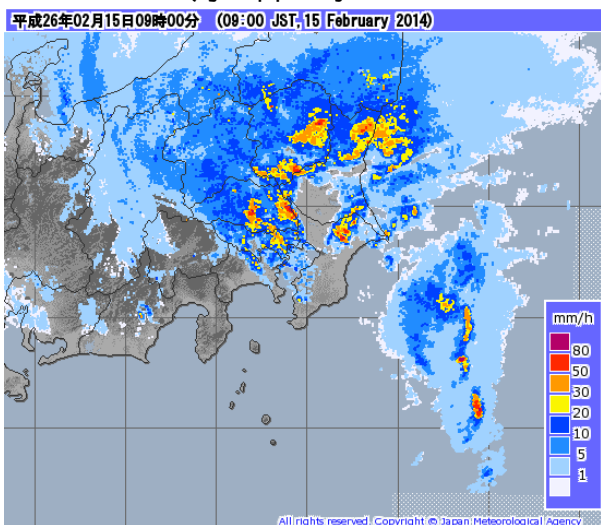 平成26年02月15日09時00分 (09:00 JST,15 February 2014)
mm/h
80
50
30
20
10
5
1
All rights reserved. Copyright © Japan Meteorological Agency